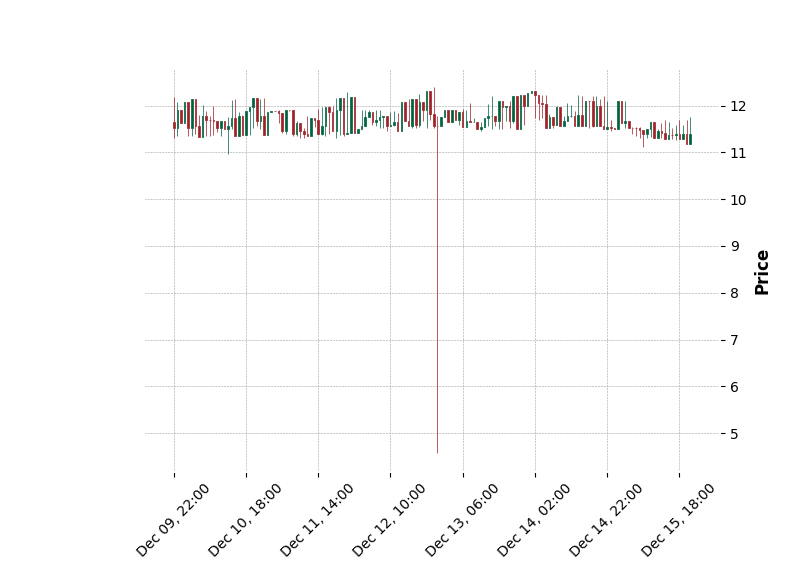 12
11
10
9
8
7
6
5
Price
Dec 09, 22:00
Dec 10, 18:00
Dec 11, 14:00
Dec 12, 10:00
Dec 13, 06:00
Dec 14, 02:00
Dec 14, 22:00
Dec 15, 18:00